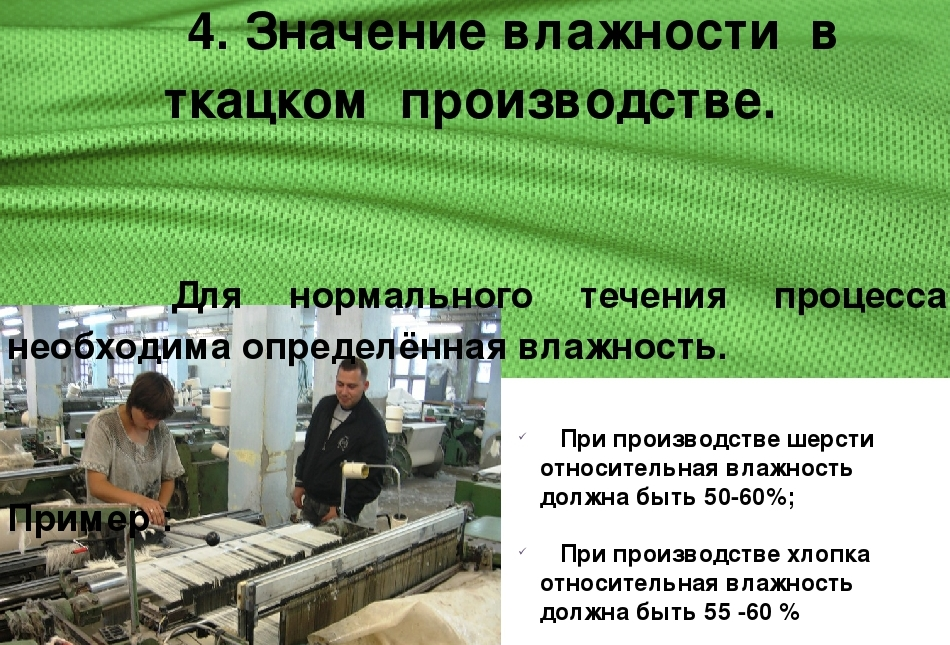 4. Значение влажности в
ткацком производстве.
Для нормального течения процесса
необходима определённая влажность.
Пример :
При производстве шерсти
относительная влажность
должна быть 50-60%;
При производстве хлопка
относительная влажность
должна быть 55 -60 %